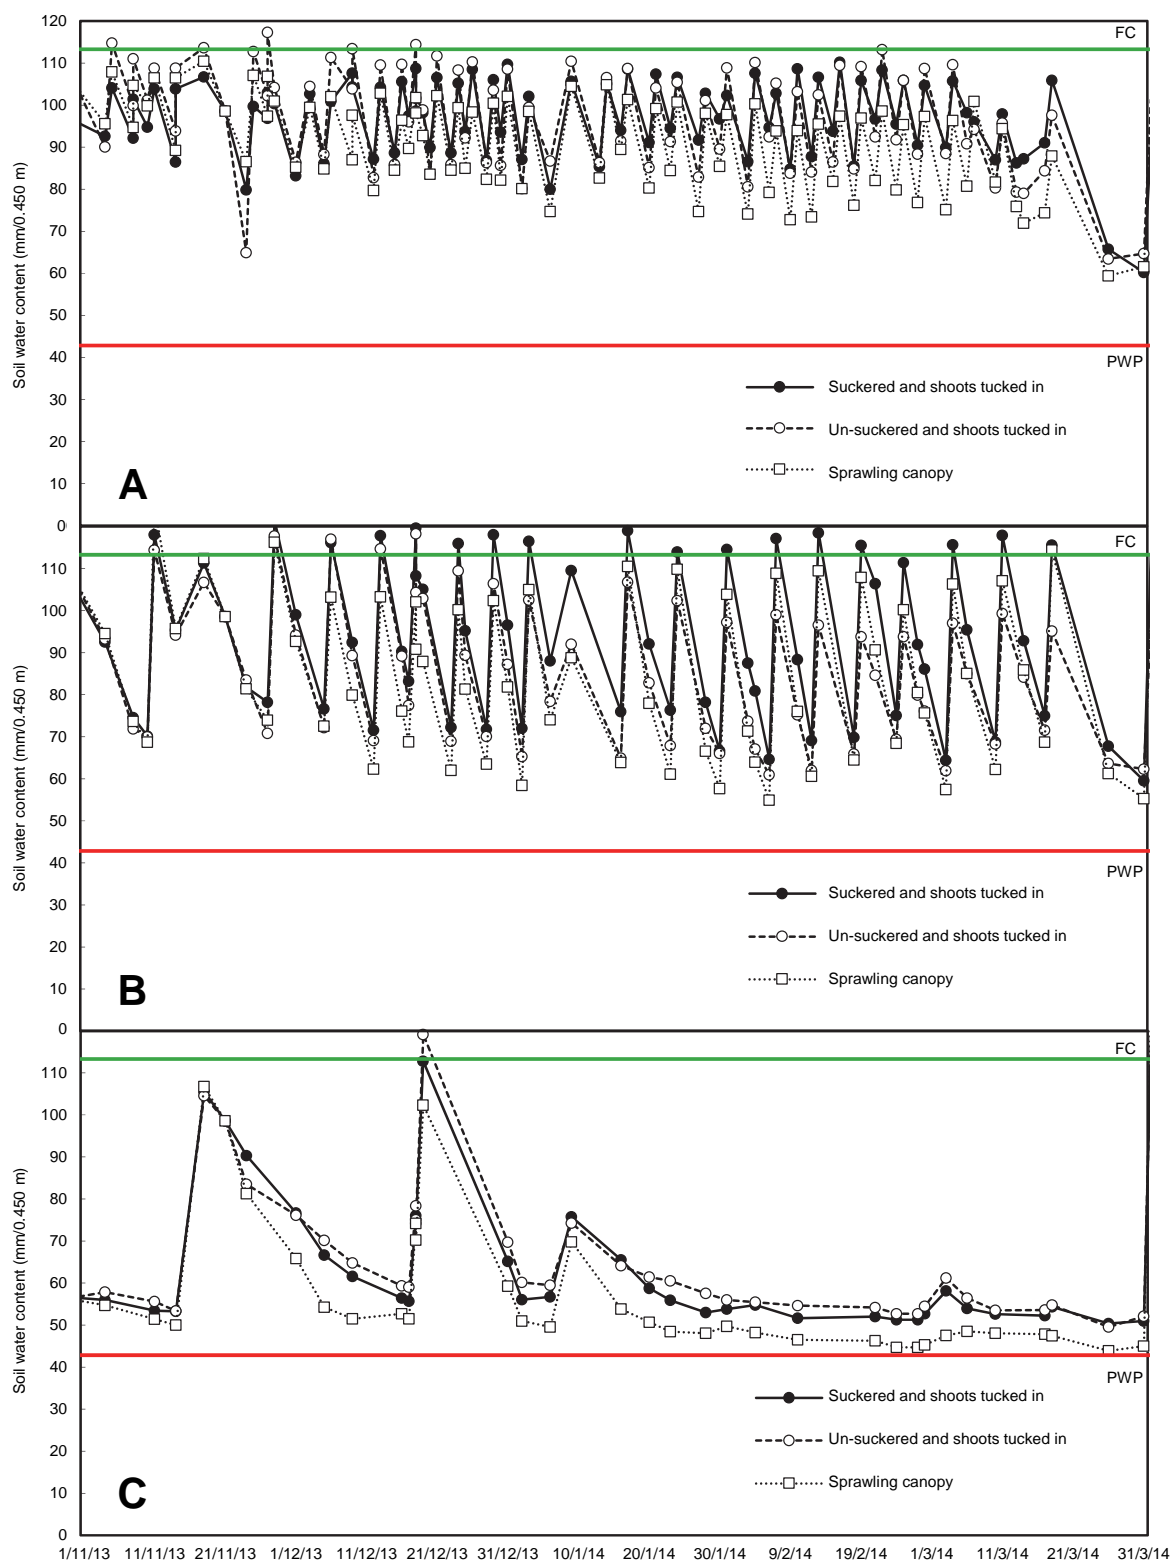 120
110
100
90
80
70
60
50
40
30
20
10
0
Soil water content (mm/0.450 m)
FC
PWP
Suckered and shoots tucked in
Un-suckered and shoots tucked in
Sprawling canopy
A
110
100
90
80
70
60
50
40
30
20
10
0
Soil water content (mm/0.450 m)
FC
PWP
Suckered and shoots tucked in
Un-suckered and shoots tucked in
Sprawling canopy
B
110
100
90
80
70
60
50
40
30
20
10
0
Soil water content (mm/0.450 m)
FC
PWP
Suckered and shoots tucked in
Un-suckered and shoots tucked in
Sprawling canopy
C
1/11/13 11/11/13 21/11/13 1/12/13 11/12/13 21/12/13 31/12/13 10/1/14 20/1/14 30/1/14 9/2/14 19/2/14 1/3/14 11/3/14 21/3/14 31/3/14